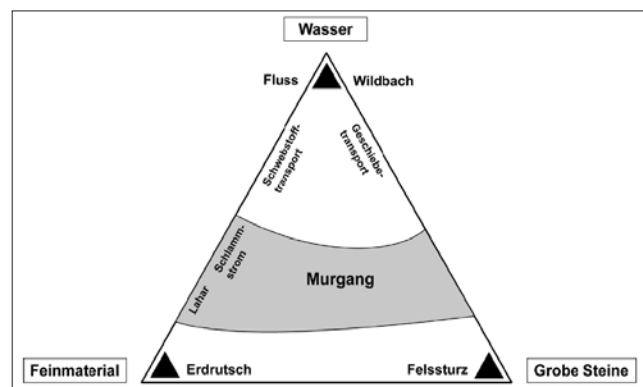 Wasser
Fluss
Wildbach
Schwebstoff-
transport
Geschiebe-
transport
Schlamm-
strom
Lahar
Murgang
Feinmaterial
Erdrutsch
Felssturz
Grobe Steine